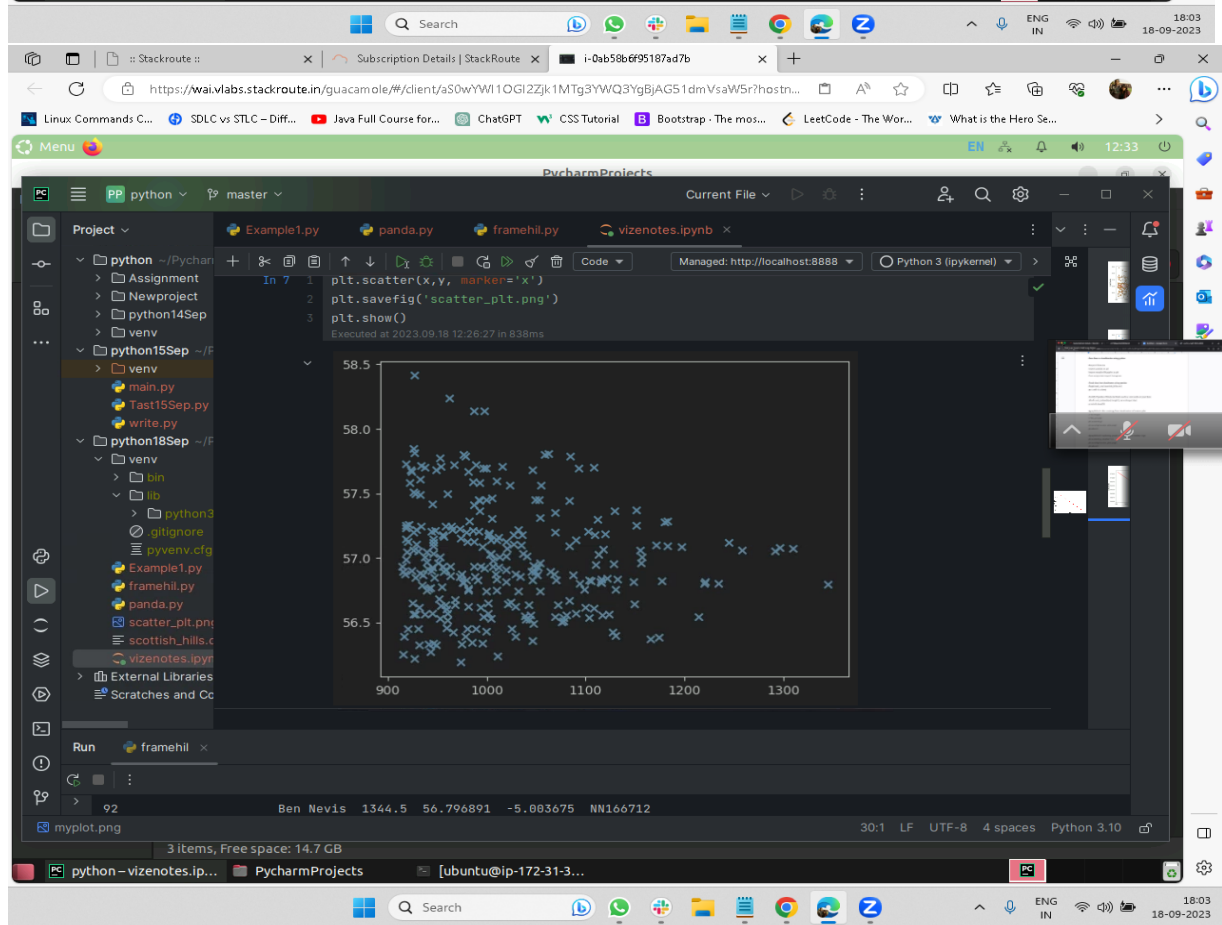 Search
ENG
IN
18:03
18-09-2023
:: Stackroute ::
Subscription Details | StackRoute
i-0ab58b6f95187ad7b
https://wai.vlabs.stackroute.in/guacamole/#/client/aS0wYWI1OGI2Zjk1MTg3YWQ3YgBjAG51dmVsaW5r?hostn...
Linux Commands C...
SDLC vs STLC – Diff...
Java Full Course for...
ChatGPT
CSS Tutorial
Bootstrap · The mos...
LeetCode - The Wor...
What is the Hero Se...
Menu
EN
12:33
PycharmProjects
PC
PP python
master
Current File
Project
Example1.py
panda.py
framehil.py
vizenotes.ipynb
Code
Managed: http://localhost:8888
Python 3 (ipykernel)
python ~/Pychar
Assignment
Newproject
python14Sep
venv
python15Sep ~/P
venv
main.py
Tast15Sep.py
write.py
python18Sep ~/P
venv
bin
lib
python3
.gitignore
pyvenv.cfg
Example1.py
framehil.py
panda.py
scatter_plt.png
scottish_hills.c
vizenotes.ipyn
External Libraries
Scratches and Co
In 7 1 plt.scatter(x,y, marker='x')
2 plt.savefig('scatter_plt.png')
3 plt.show()
Executed at 2023.09.18 12:26:27 in 838ms
58.5
58.0
57.5
57.0
56.5
900 1000 1100 1200 1300
Run framehil
92 Ben Nevis 1344.5 56.796891 -5.003675 NN166712
myplot.png
30:1 LF UTF-8 4 spaces Python 3.10
3 items, Free space: 14.7 GB
python – vizenotes.ip...
PycharmProjects
[ubuntu@ip-172-31-3...
PC
Search
ENG
IN
18:03
18-09-2023